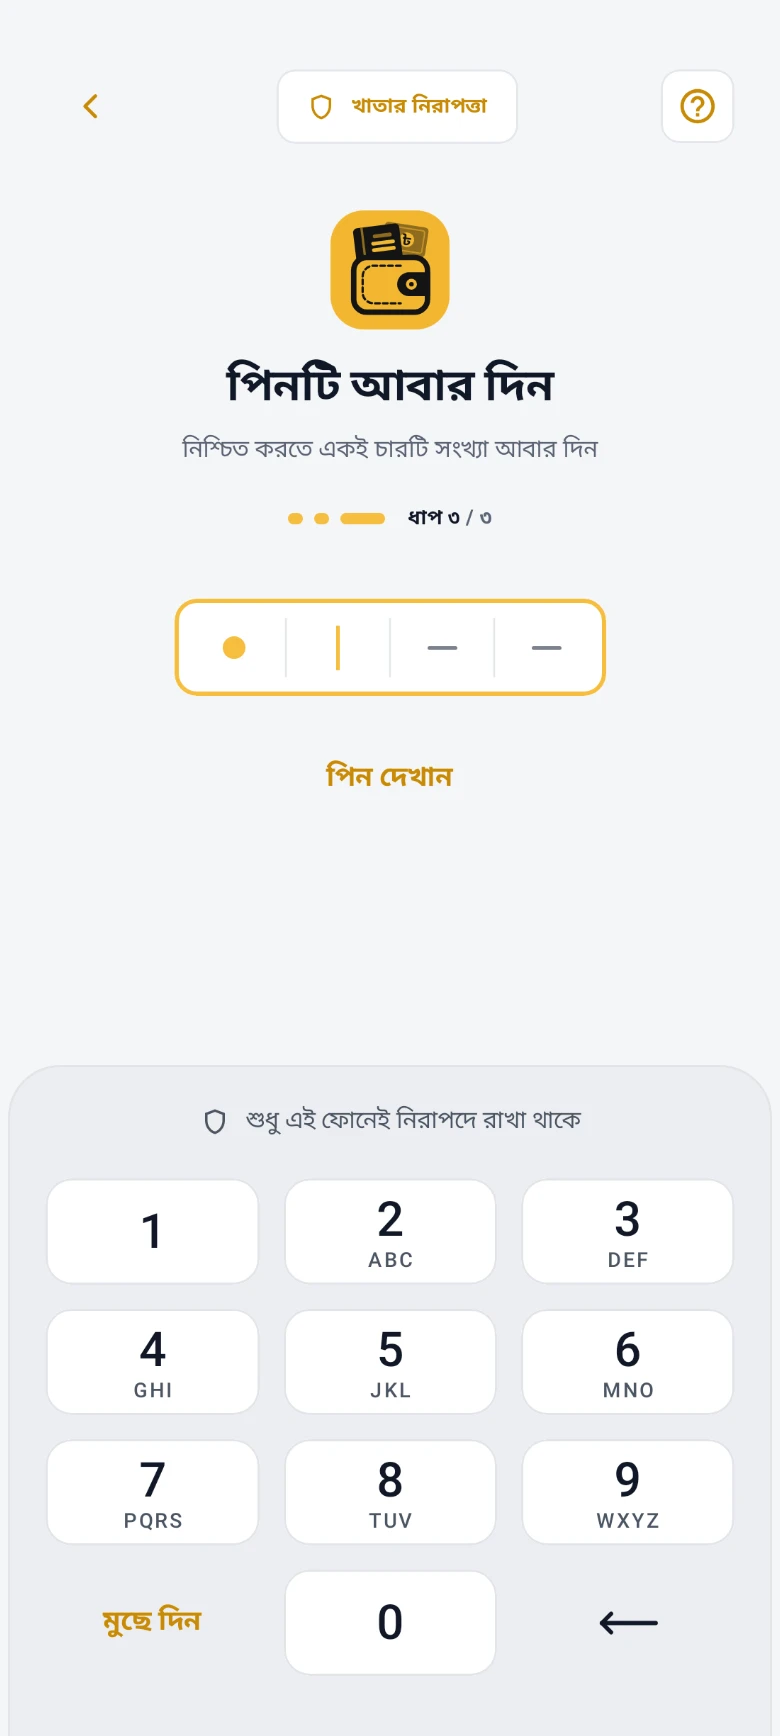 খাতার নিরাপত্তা
পিনটি আবার দিন
নিশ্চিত করতে একই চারটি সংখ্যা আবার দিন
ধাপ ৩ / ৩
পিন দেখান
শুধু এই ফোনেই নিরাপদে রাখা থাকে
1
2
ABC
3
DEF
4
GHI
5
JKL
6
MNO
7
PQRS
8
TUV
9
WXYZ
মুছে দিন
0